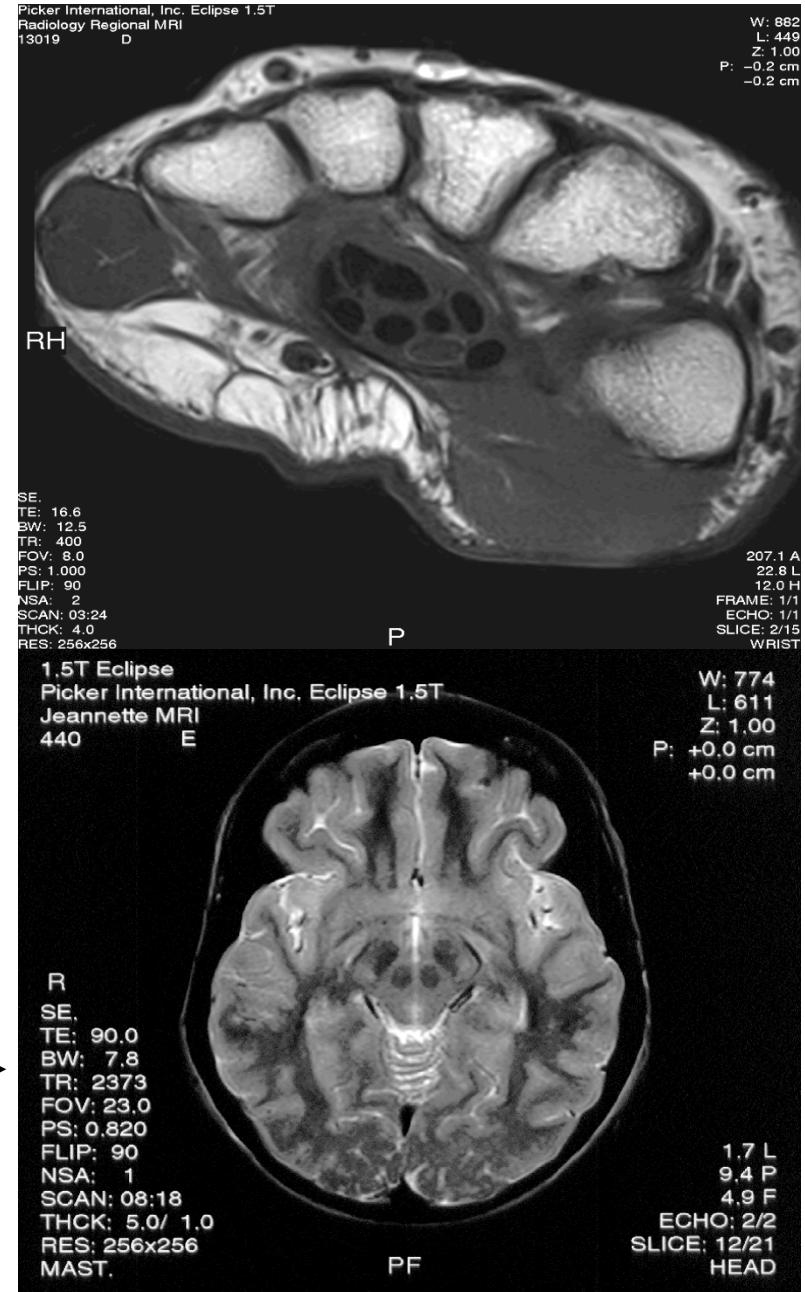 Picker International, Inc. Eclipse 1.5T
Radiology Regional MRI
13019 D
W: 882
L: 449
Z: 1.00
P: −0.2 cm
−0.2 cm
RH
SE.
TE: 16.6
BW: 12.5
TR: 400
FOV: 8.0
PS: 1.000
FLIP: 90
NSA: 2
SCAN: 03:24
THCK: 4.0
RES: 256x256
P
207.1 A
22.8 L
12.0 H
FRAME: 1/1
ECHO: 1/1
SLICE: 2/15
WRIST
1.5T Eclipse
Picker International, Inc. Eclipse 1.5T
Jeannette MRI
440 E
W: 774
L: 611
Z: 1.00
P: +0.0 cm
+0.0 cm
R
SE.
TE: 90.0
BW: 7.8
TR: 2373
FOV: 23.0
PS: 0.820
FLIP: 90
NSA: 1
SCAN: 08:18
THCK: 5.0/ 1.0
RES: 256x256
MAST.
PF
1.7 L
9.4 P
4.9 F
ECHO: 2/2
SLICE: 12/21
HEAD